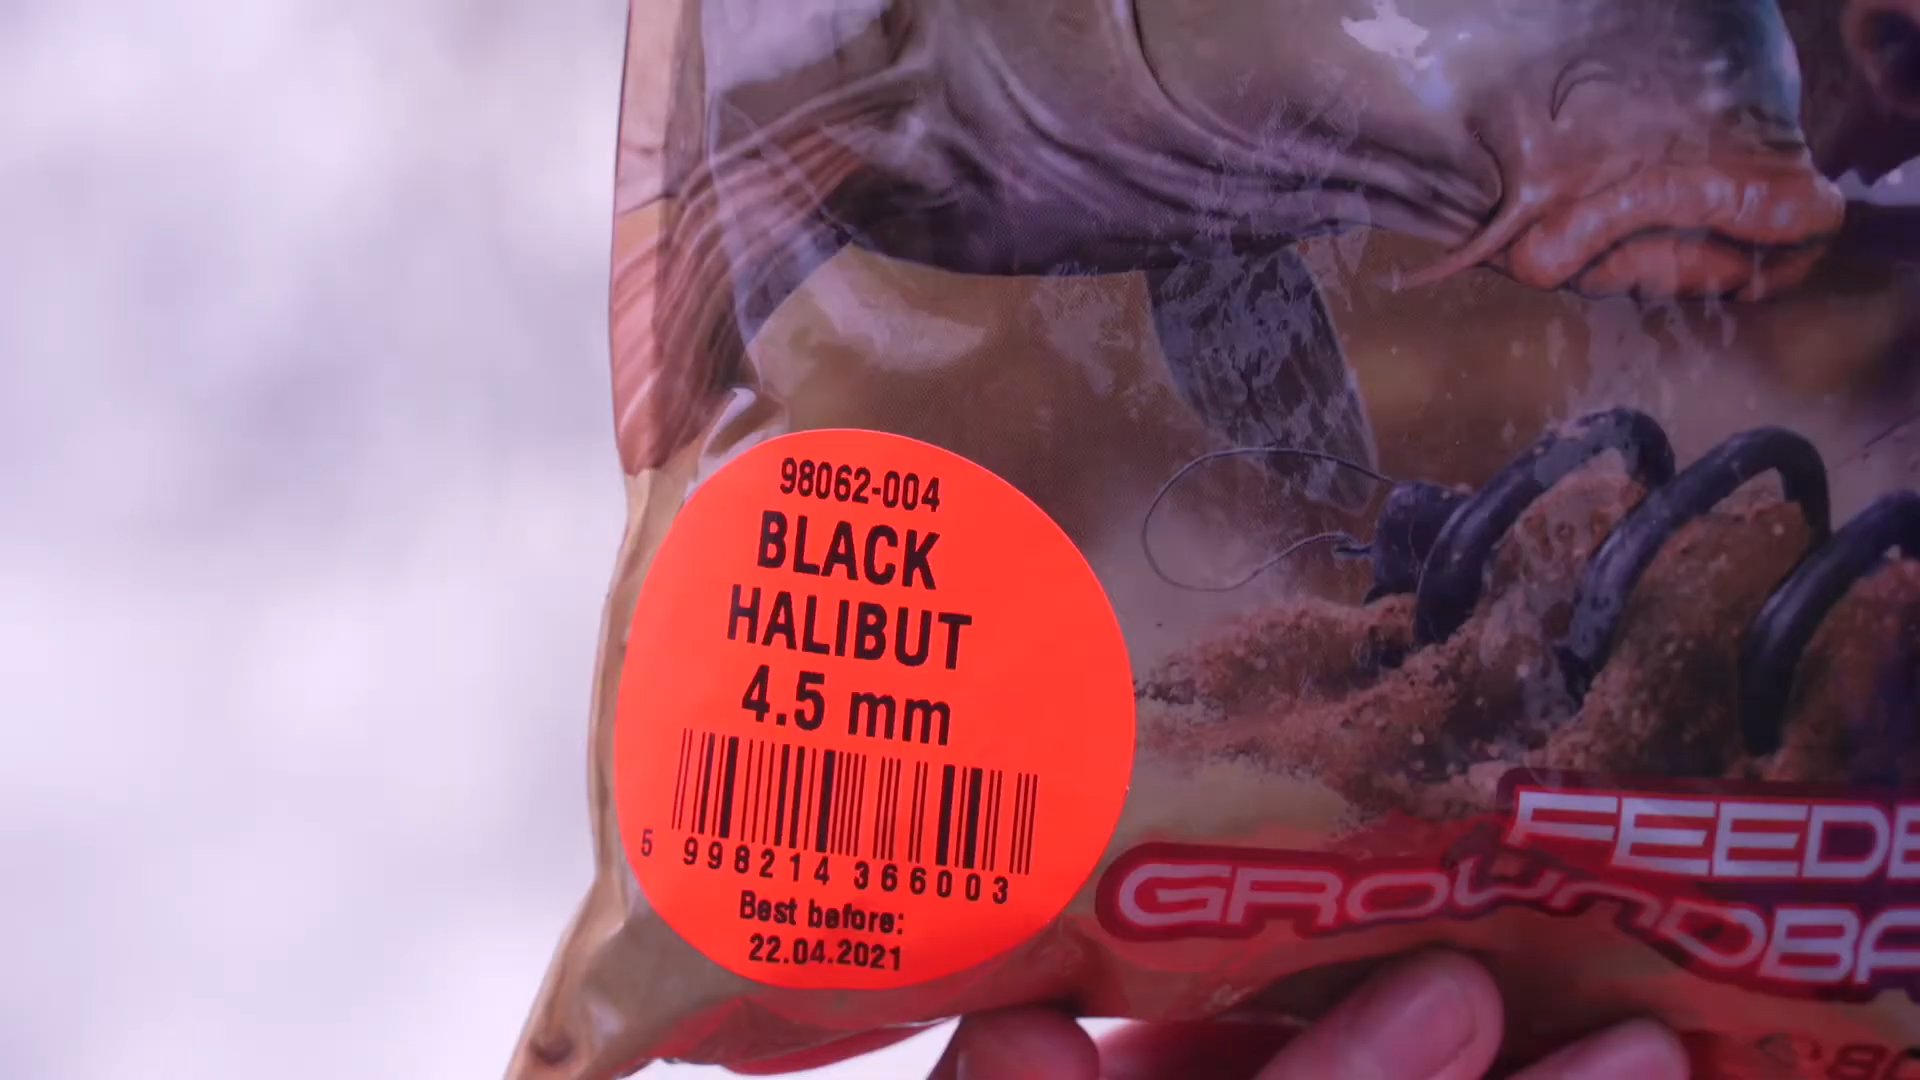 98062-004
BLACK
HALIBUT
4.5 mm
5 998214 366003
Best before:
22.04.2021
FEEDE
GROUNDBA